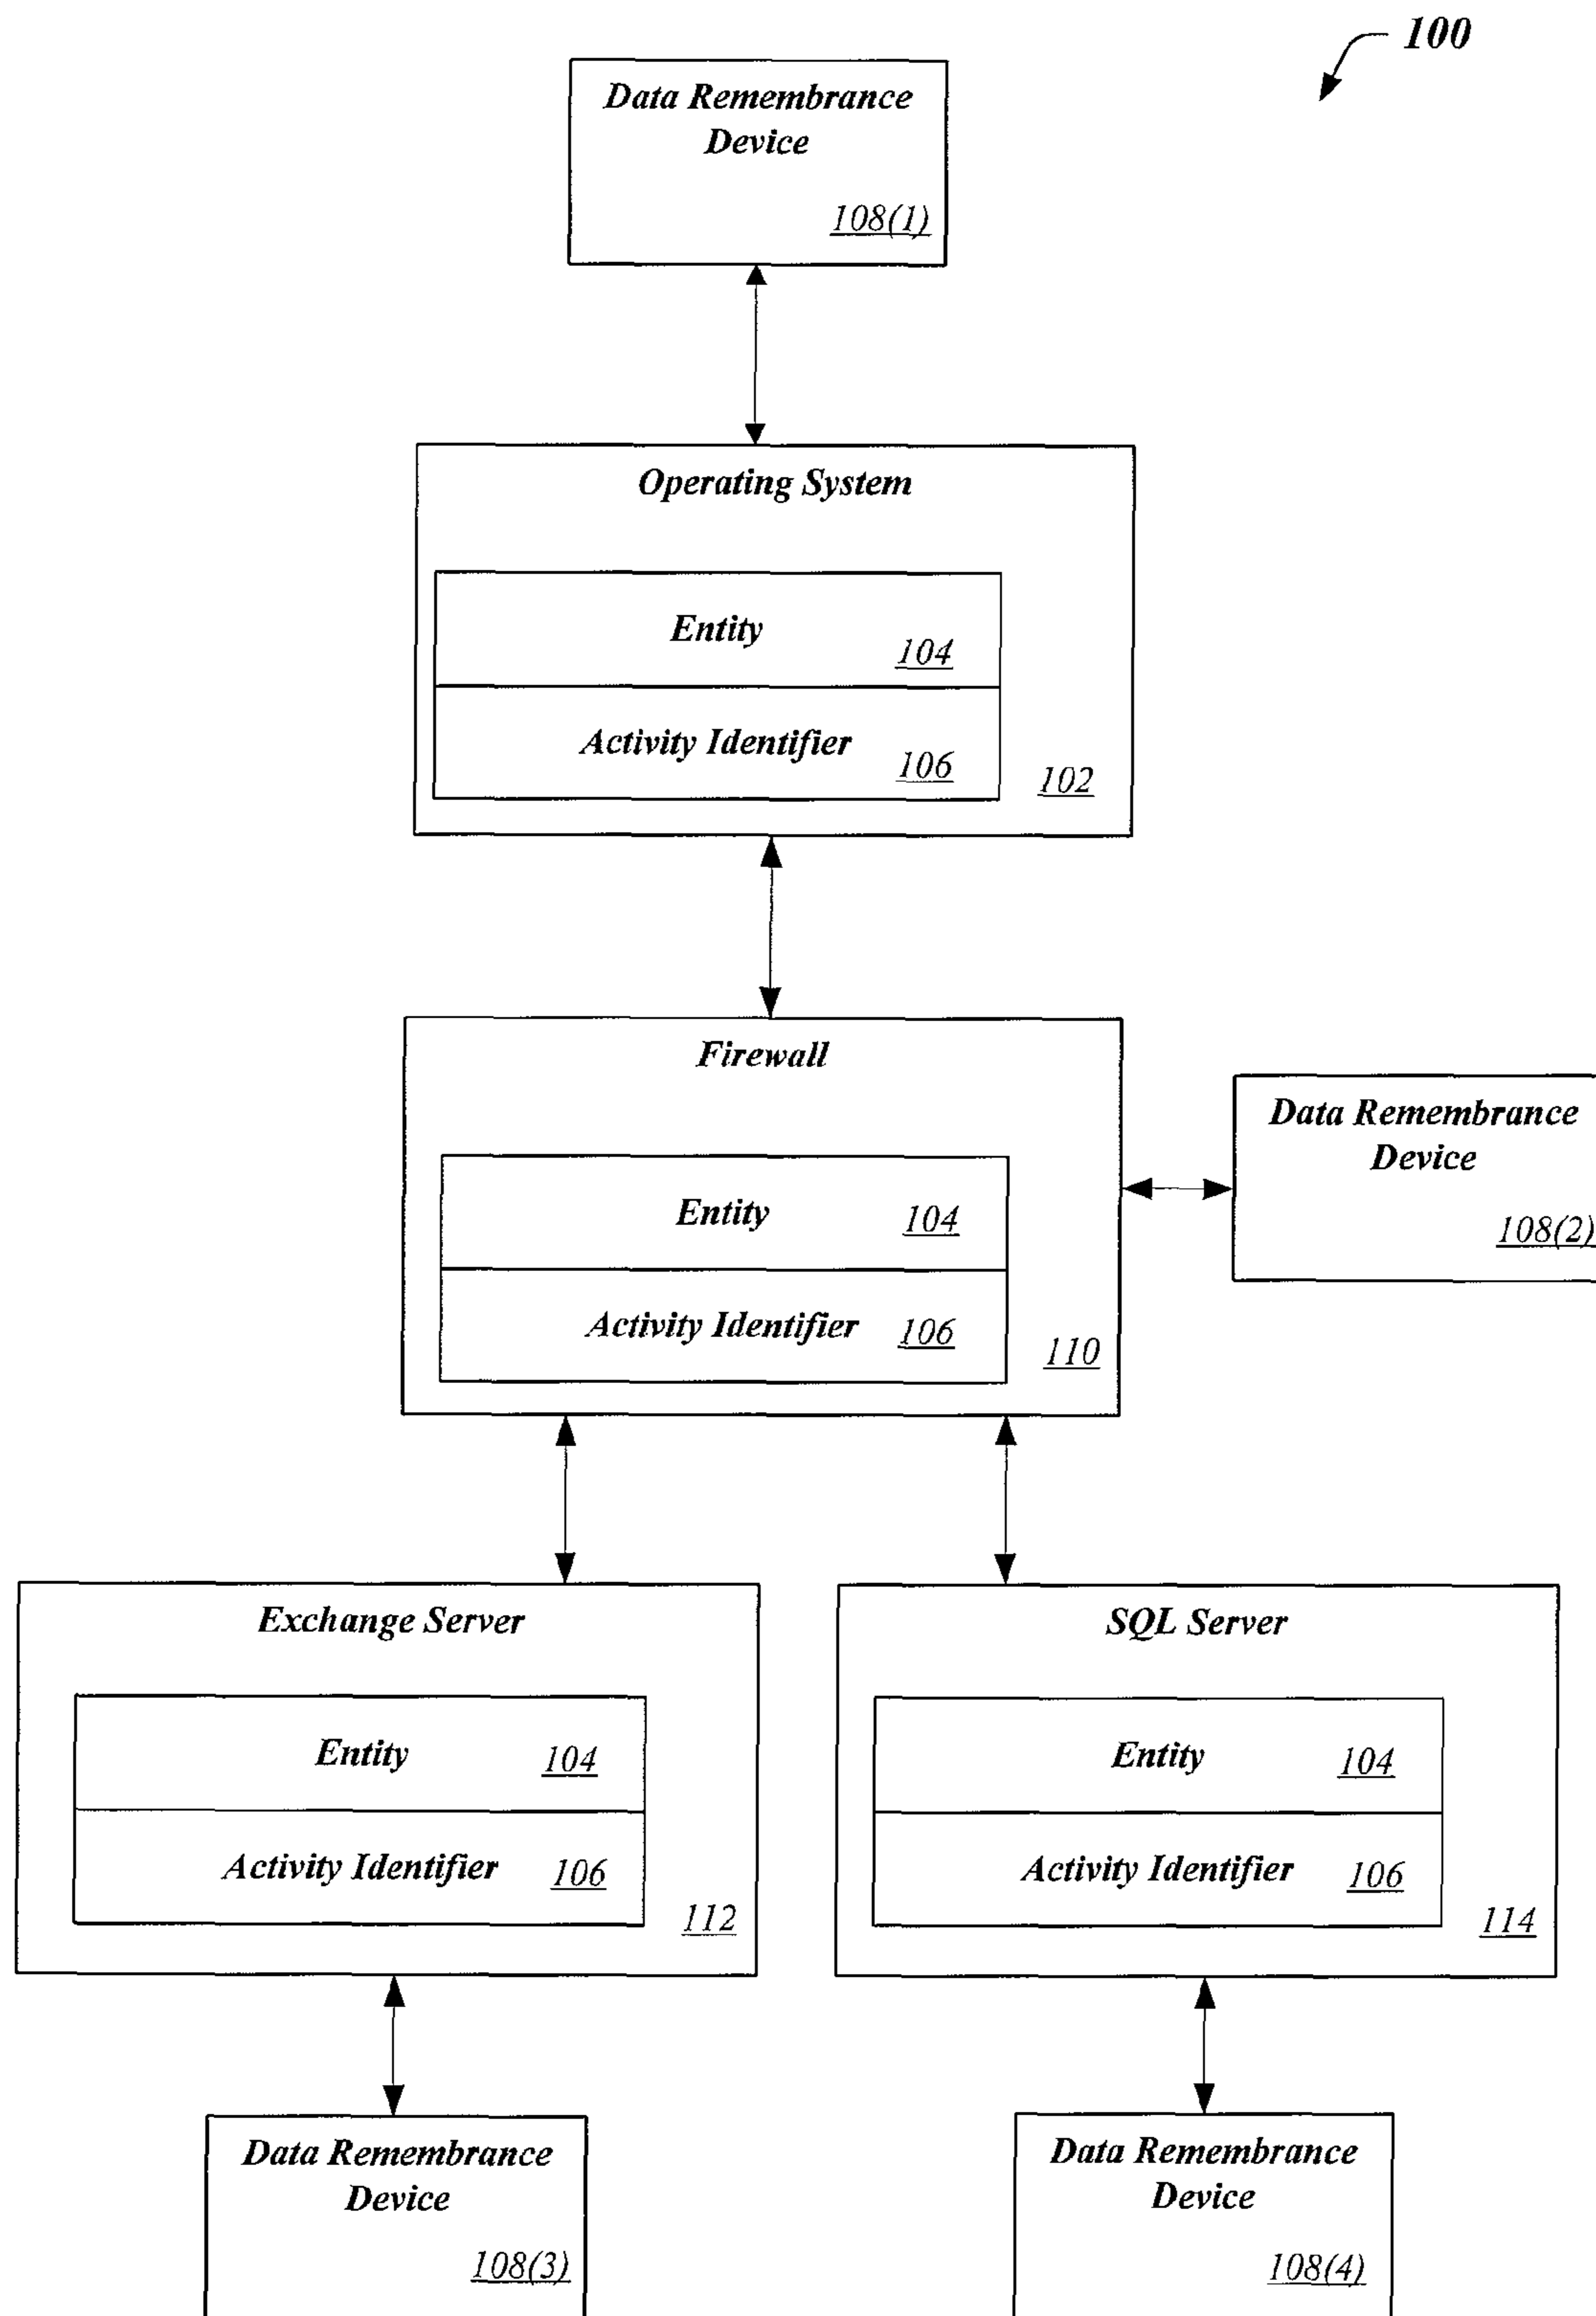 100
Data Remembrance
Device
108(1)
Operating System
Entity
104
Activity Identifier
106
102
Firewall
Entity
104
Activity Identifier
106
110
Data Remembrance
Device
108(2)
Exchange Server
Entity
104
Activity Identifier
106
112
SQL Server
Entity
104
Activity Identifier
106
114
Data Remembrance
Device
108(3)
Data Remembrance
Device
108(4)